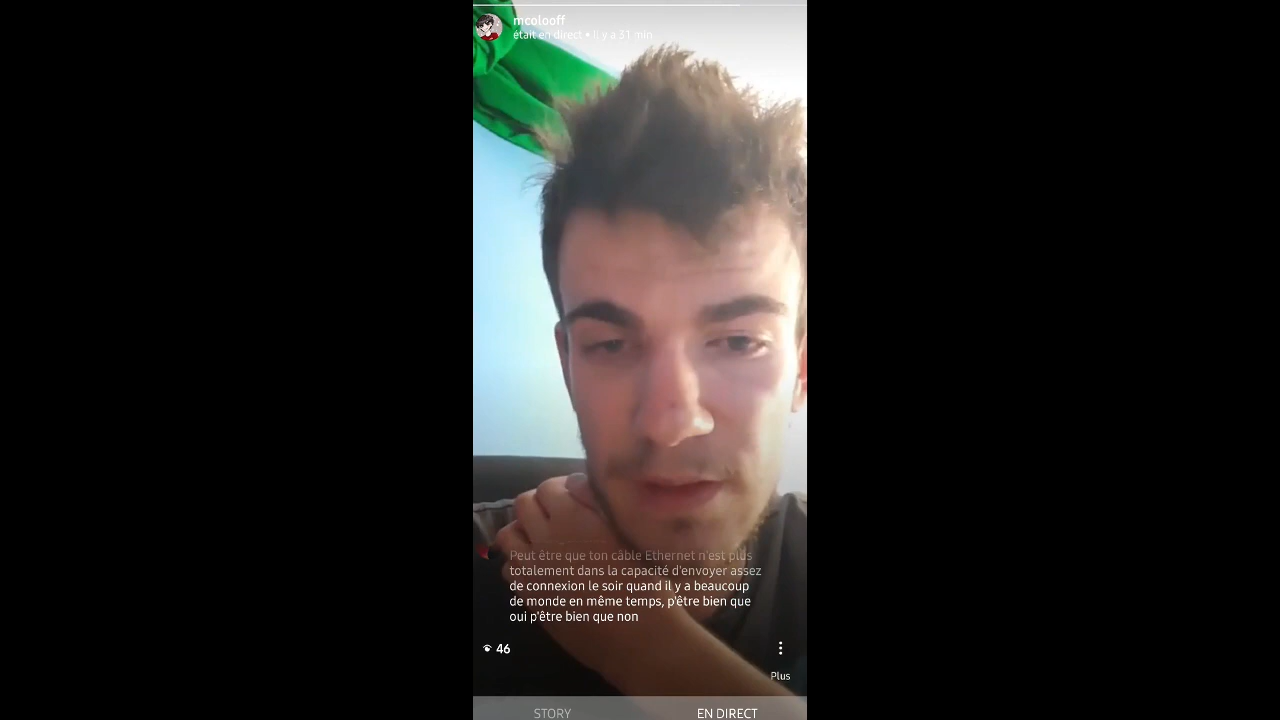 mcolooff
était en direct • Il y a 31 min
Peut être que ton câble Ethernet n'est plus
totalement dans la capacité d'envoyer assez
de connexion le soir quand il y a beaucoup
de monde en même temps, p'être bien que
oui p'être bien que non
46
Plus
STORY
EN DIRECT